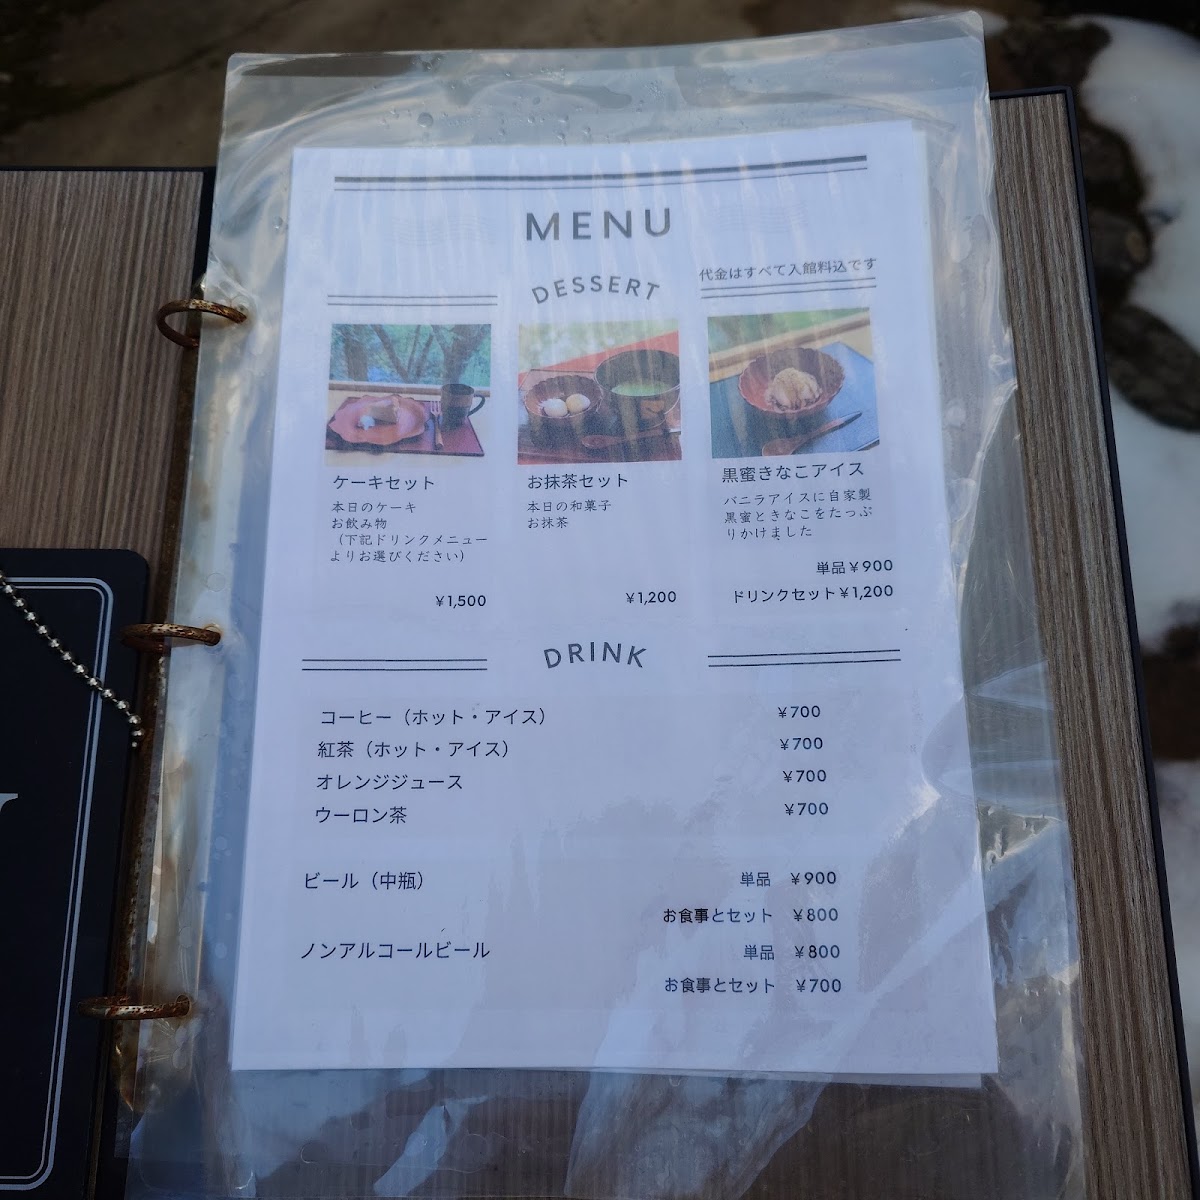 MENU
代金はすべて入館料込です
DESSERT
ケーキセット
本日のケーキ
お飲み物
（下記ドリンクメニュー
よりお選びください）
￥1,500
お抹茶セット
本日の和菓子
お抹茶
￥1,200
黒蜜きなこアイス
バニラアイスに自家製
黒蜜ときなこをたっぷ
りかけました
単品￥900
ドリンクセット￥1,200
DRINK
コーヒー（ホット・アイス） ￥700
紅茶（ホット・アイス） ￥700
オレンジジュース ￥700
ウーロン茶 ￥700
ビール（中瓶） 単品 ￥900
お食事とセット ￥800
ノンアルコールビール 単品 ￥800
お食事とセット ￥700